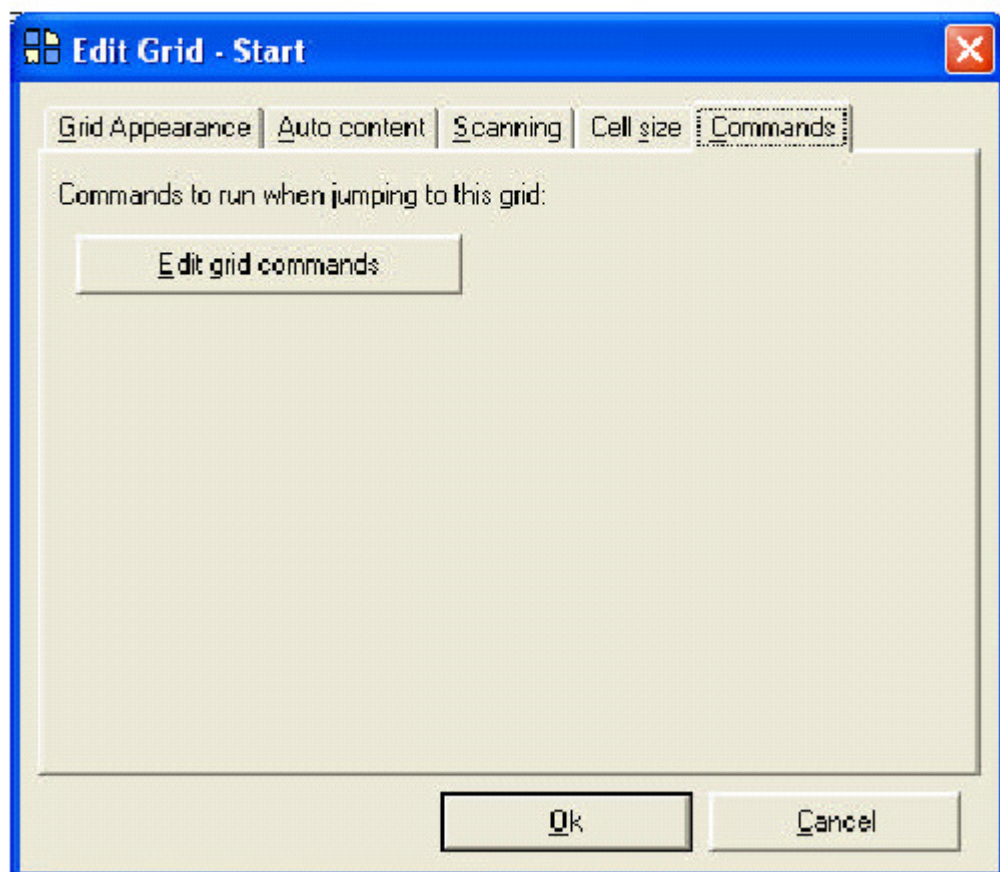 Edit Grid - Start
Grid Appearance Auto content Scanning Cell size Commands
Commands to run when jumping to this grid:
Edit grid commands
Ok Cancel